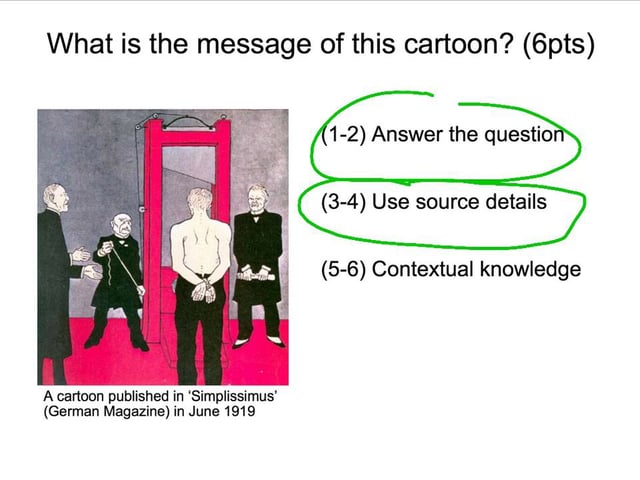 What is the message of this cartoon? (6pts)
(1-2) Answer the question
(3-4) Use source details
(5-6) Contextual knowledge
A cartoon published in 'Simplissimus'
(German Magazine) in June 1919